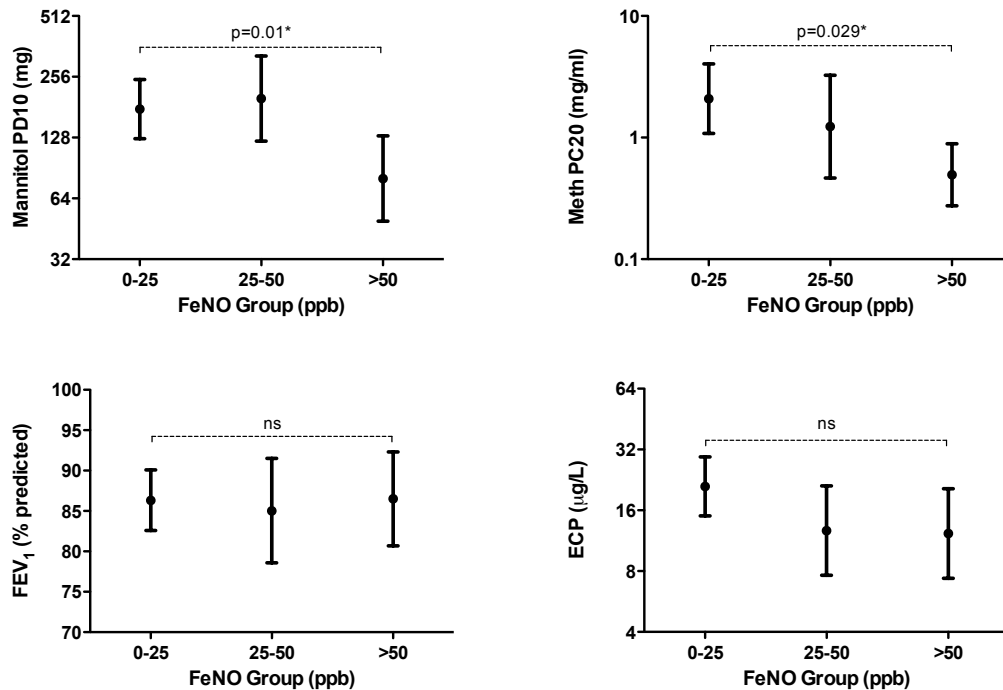 Mannitol PD10 (mg)
512
256
128
64
32
p=0.01*
0-25 25-50 >50
FeNO Group (ppb)
Meth PC20 (mg/ml)
10
1
0.1
p=0.029*
0-25 25-50 >50
FeNO Group (ppb)
FEV1 (% predicted)
100
95
90
85
80
75
70
ns
0-25 25-50 >50
FeNO Group (ppb)
ECP (μg/L)
64
32
16
8
4
ns
0-25 25-50 >50
FeNO Group (ppb)